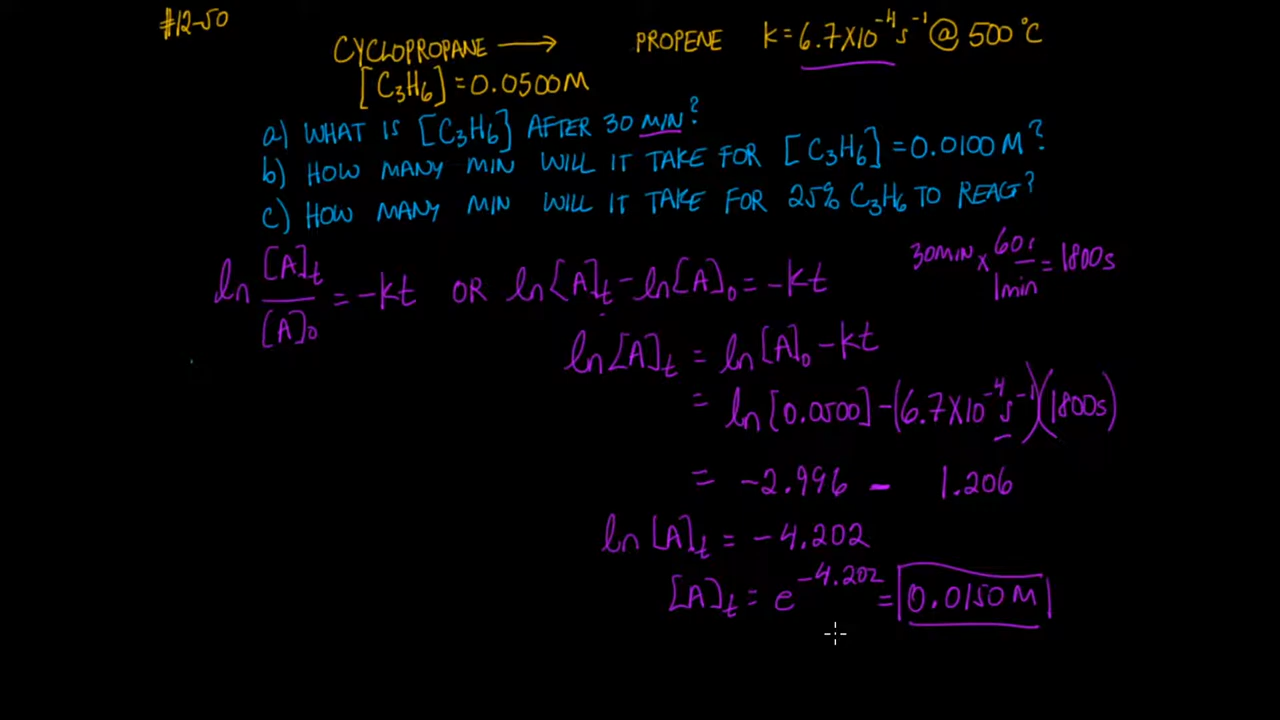 #12-50
CYCLOPROPANE ⟶ PROPENE k = 6.7X10⁻⁴ s⁻¹ @ 500°C
[C₃H₆] = 0.0500M
a) WHAT IS [C₃H₆] AFTER 30 MIN?
b) HOW MANY MIN WILL IT TAKE FOR [C₃H₆] = 0.0100 M?
c) HOW MANY MIN WILL IT TAKE FOR 25% C₃H₆ TO REACT?
ln [A]t / [A]₀ = -kt OR ln[A]t - ln[A]₀ = -kt
30MIN x 60s / 1min = 1800s
ln[A]t = ln[A]₀ - kt
= ln[0.0500] - (6.7X10⁻⁴ s⁻¹)(1800s)
= -2.996 - 1.206
ln[A]t = -4.202
[A]t = e^-4.202 = 0.0150M